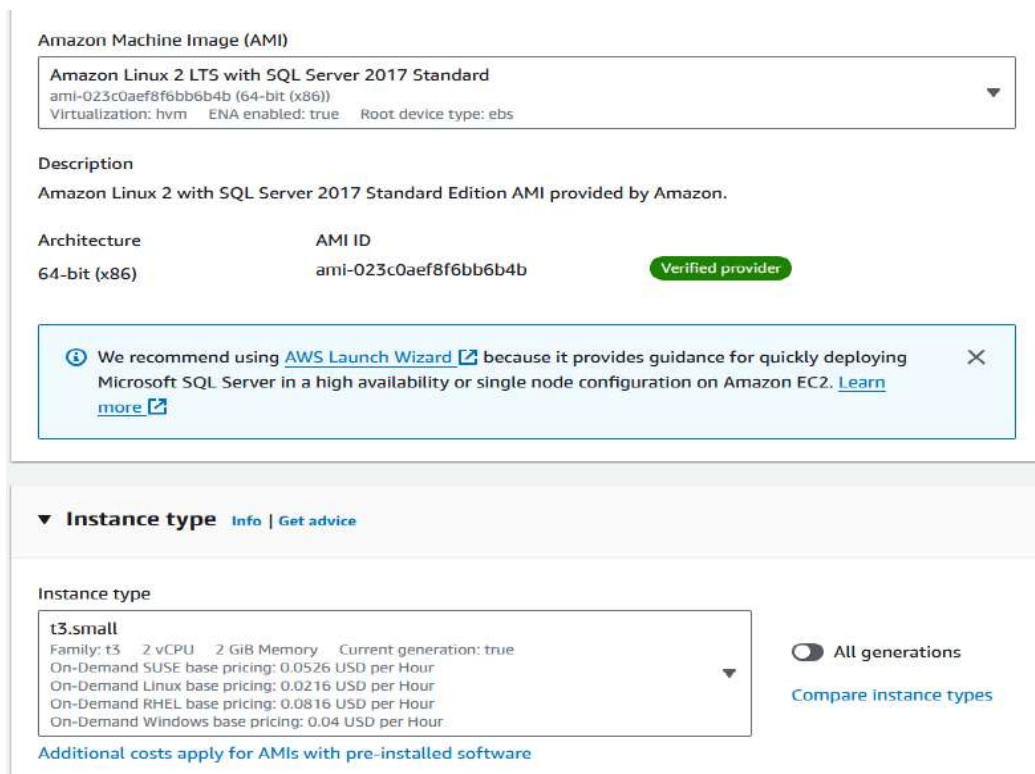 Amazon Machine Image (AMI)
Amazon Linux 2 LTS with SQL Server 2017 Standard
ami-023c0aef8f6bb6b4b (64-bit (x86))
Virtualization: hvm ENA enabled: true Root device type: ebs
Description
Amazon Linux 2 with SQL Server 2017 Standard Edition AMI provided by Amazon.
Architecture AMI ID
64-bit (x86) ami-023c0aef8f6bb6b4b Verified provider
We recommend using AWS Launch Wizard because it provides guidance for quickly deploying
Microsoft SQL Server in a high availability or single node configuration on Amazon EC2. Learn
more
Instance type Info | Get advice
Instance type
t3.small
Family: t3 2 vCPU 2 GiB Memory Current generation: true
On-Demand SUSE base pricing: 0.0526 USD per Hour
On-Demand Linux base pricing: 0.0216 USD per Hour
On-Demand RHEL base pricing: 0.0816 USD per Hour
On-Demand Windows base pricing: 0.04 USD per Hour
All generations
Compare instance types
Additional costs apply for AMIs with pre-installed software